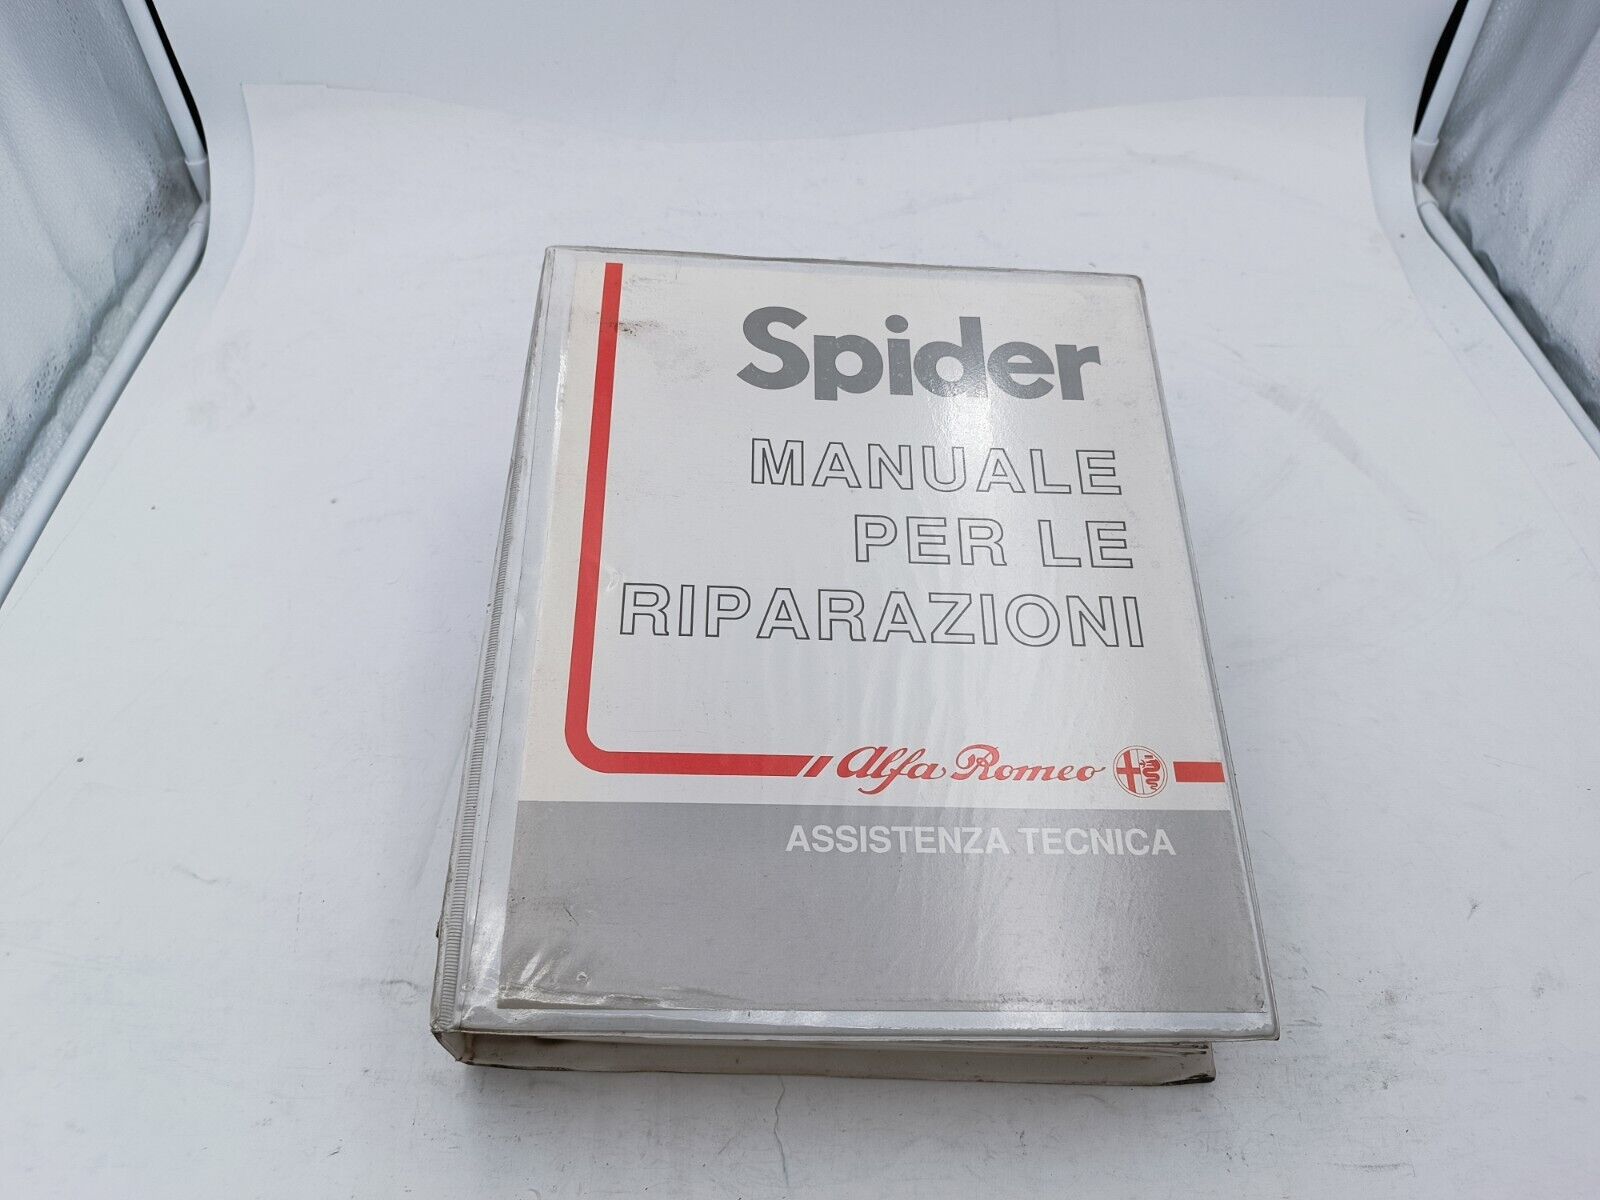 Spider
MANUALE
PER LE
RIPARAZIONI
Alfa Romeo
ASSISTENZA TECNICA